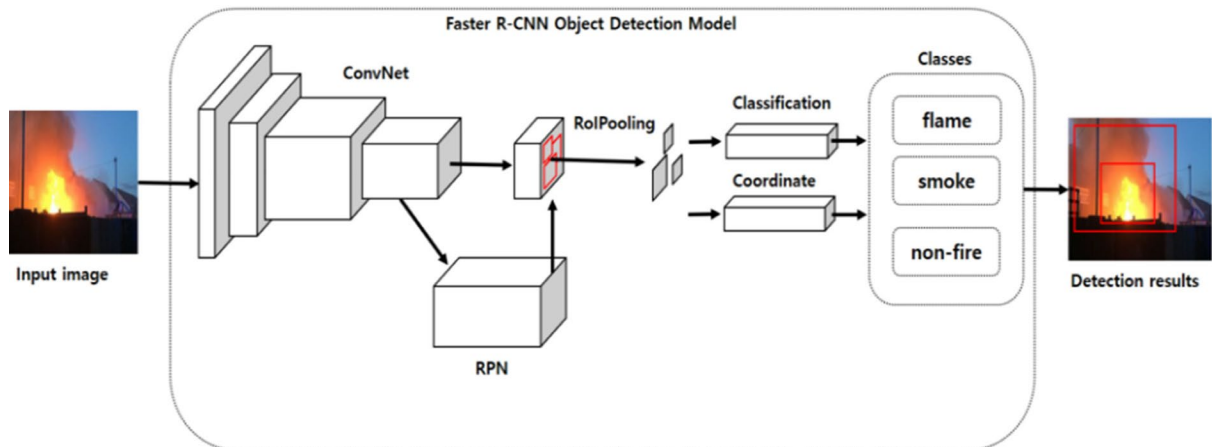 Faster R-CNN Object Detection Model
ConvNet
Classes
Classification
RoIPooling
flame
smoke
Coordinate
non-fire
Input image
Detection results
RPN